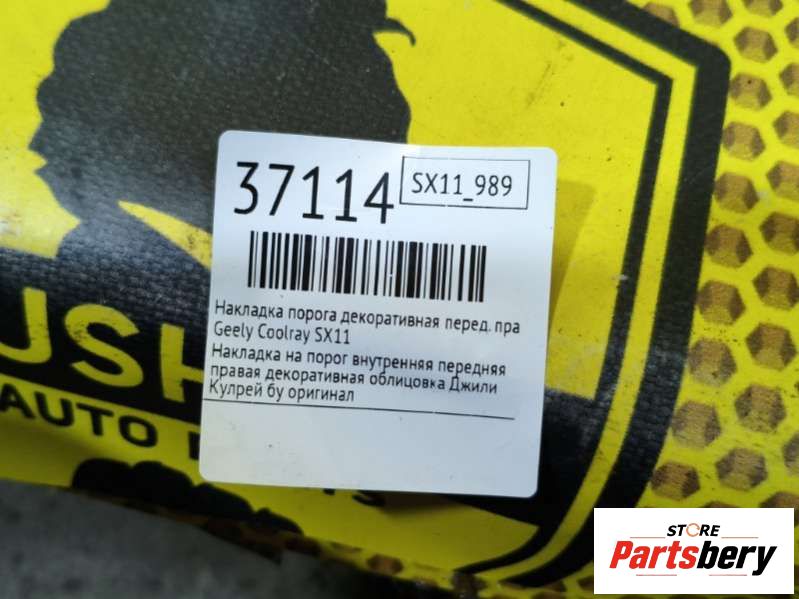 37114
SX11_989
Накладка порога декоративная перед. пра
Geely Coolray SX11
Накладка на порог внутренняя передняя
правая декоративная облицовка Джили
Кулрей бу оригинал
USH
AUTO
STORE
Partsbery